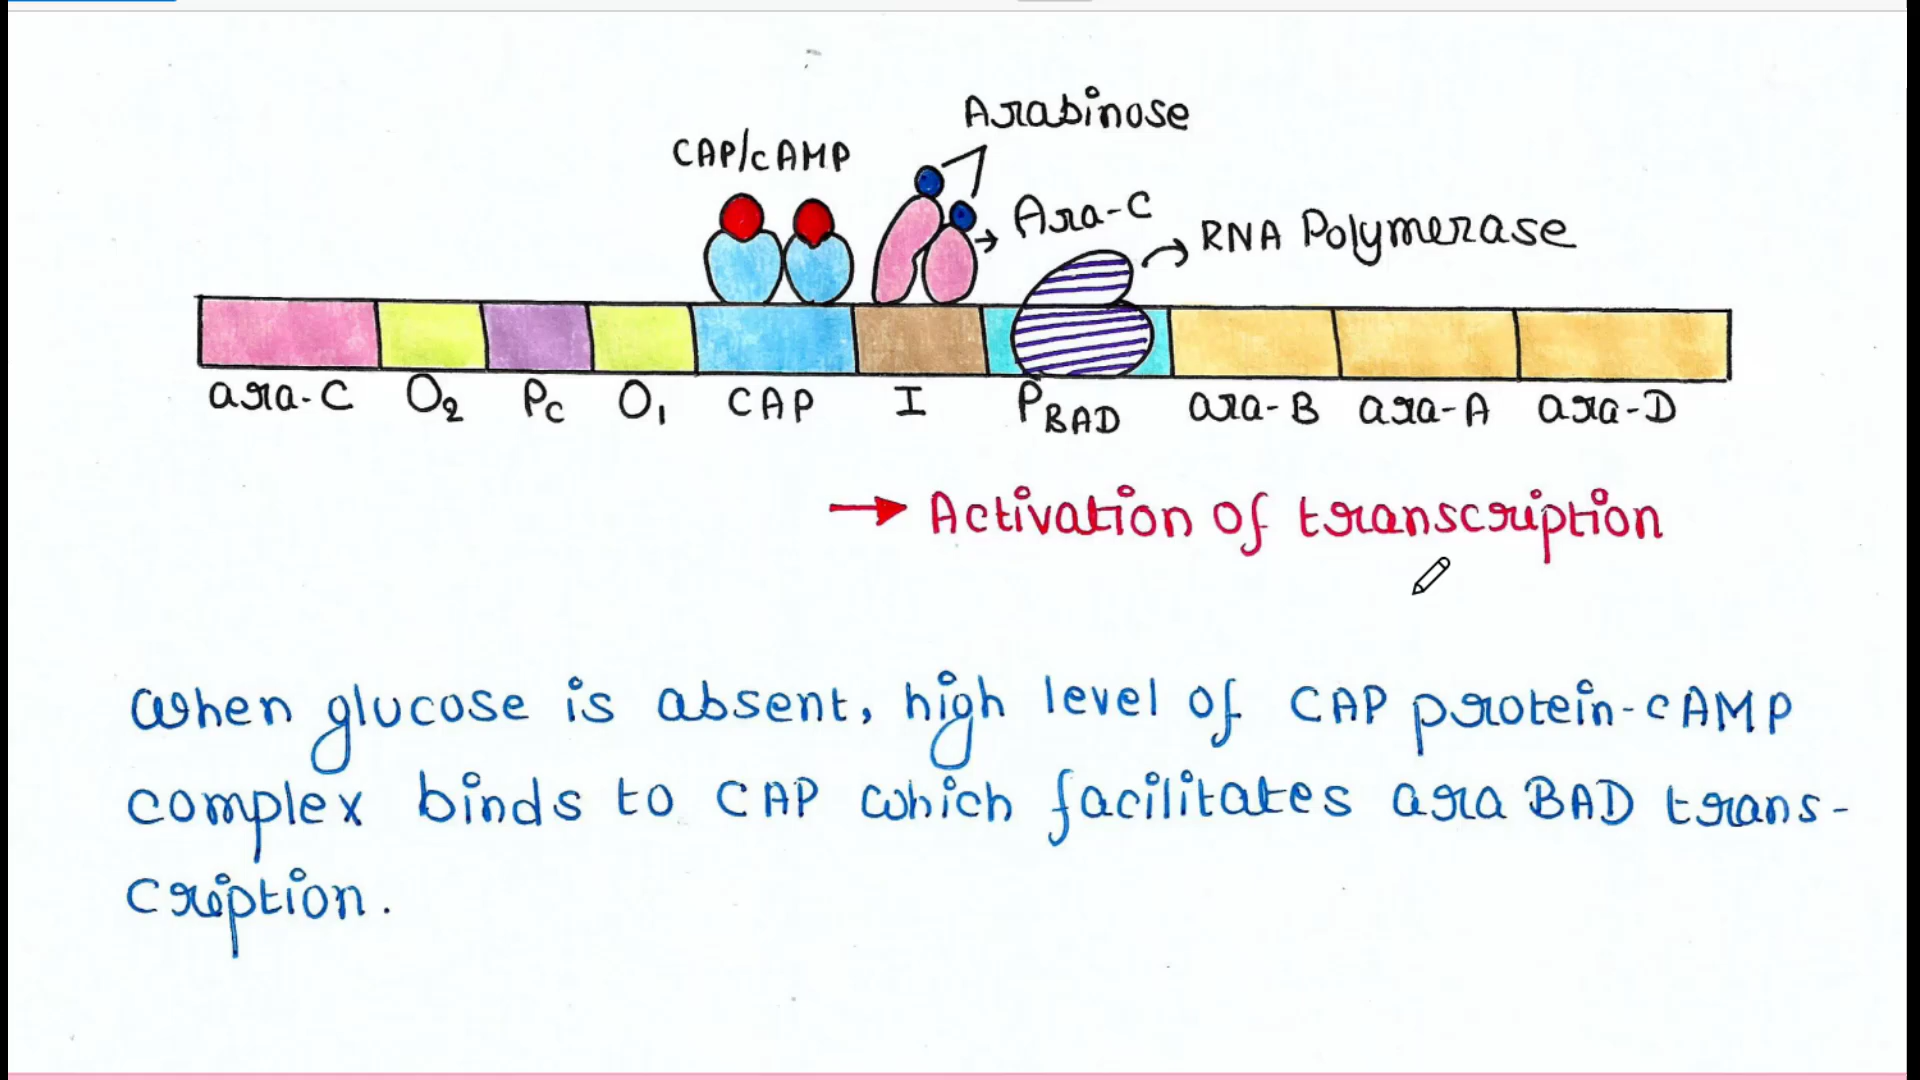 Arabinose
CAP/cAMP
Ara-C
RNA Polymerase
ara-C O2 Pc O1 CAP I PBAD ara-B ara-A ara-D
→ Activation of transcription
When glucose is absent, high level of CAP protein-cAMP
complex binds to CAP which facilitates ara BAD trans-
cription.